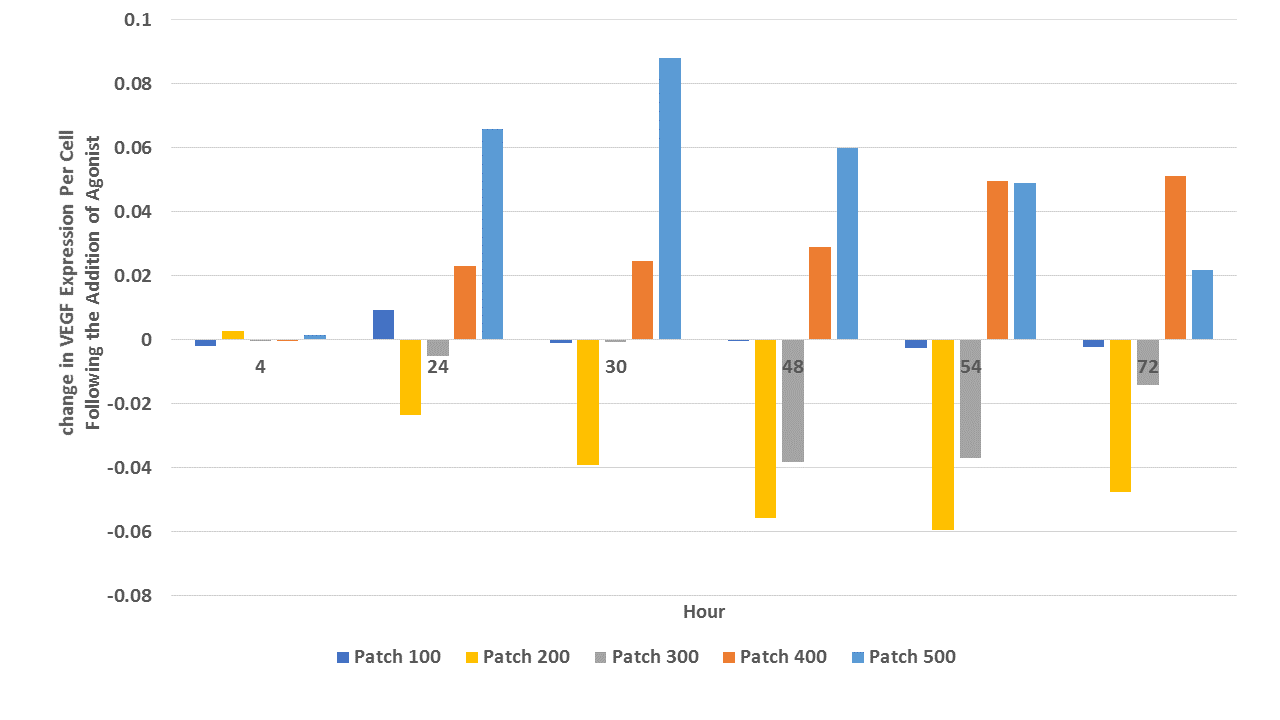 0.1
0.08
0.06
0.04
0.02
0
-0.02
-0.04
-0.06
-0.08
change in VEGF Expression Per Cell
Following the Addition of Agonist
4 24 30 48 54 72
Hour
Patch 100 Patch 200 Patch 300 Patch 400 Patch 500